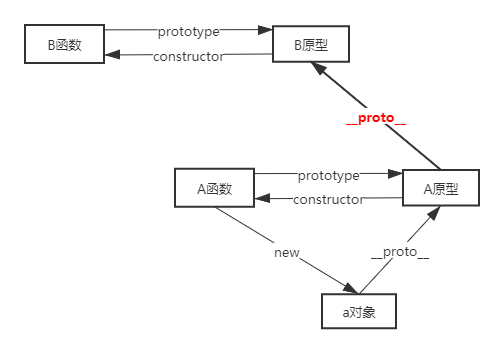 prototype
B函数
B原型
constructor
__proto__
prototype
A函数
A原型
constructor
new
__proto__
a对象